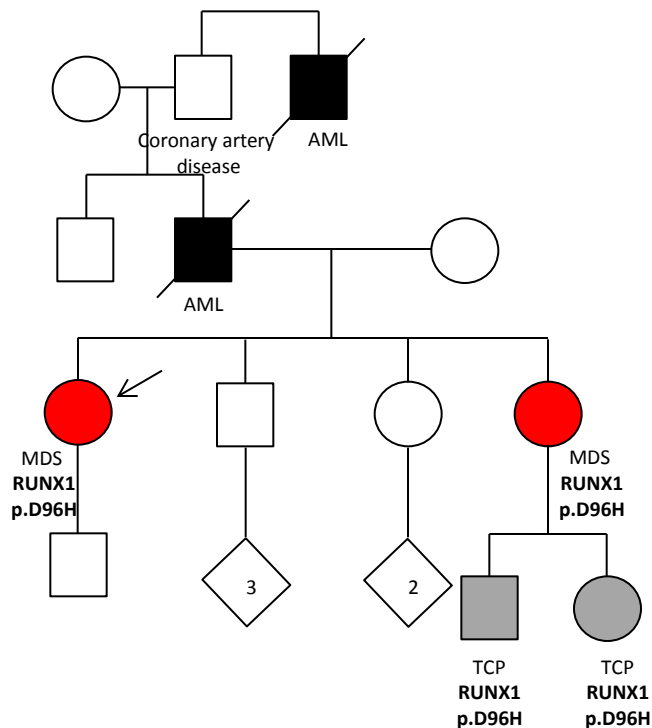 Coronary artery
disease
AML
AML
MDS
RUNX1
p.D96H
MDS
RUNX1
p.D96H
3
2
TCP
RUNX1
p.D96H
TCP
RUNX1
p.D96H